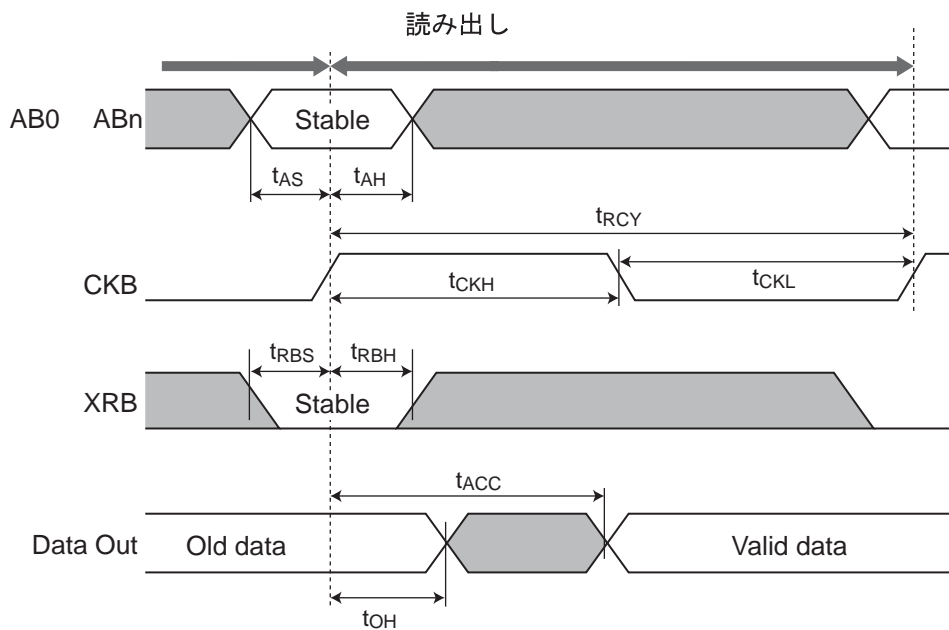 読み出し
AB0 ABn
Stable
tAS
tAH
tRCY
CKB
tCKH
tCKL
tRBS
tRBH
XRB
Stable
tACC
Data Out
Old data
Valid data
tOH